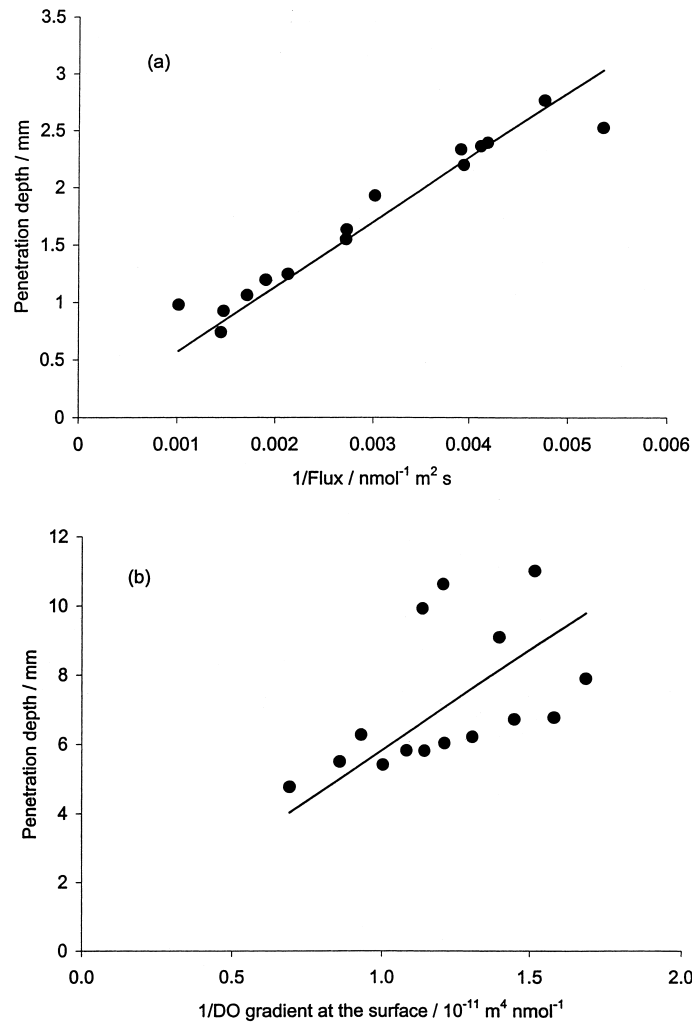 3.5
(a)
3
2.5
2
1.5
1
0.5
0
Penetration depth / mm
0 0.001 0.002 0.003 0.004 0.005 0.006
1/Flux / nmol⁻¹ m² s
12
(b)
10
8
6
4
2
0
Penetration depth / mm
0.0 0.5 1.0 1.5 2.0
1/DO gradient at the surface / 10⁻¹¹ m⁴ nmol⁻¹